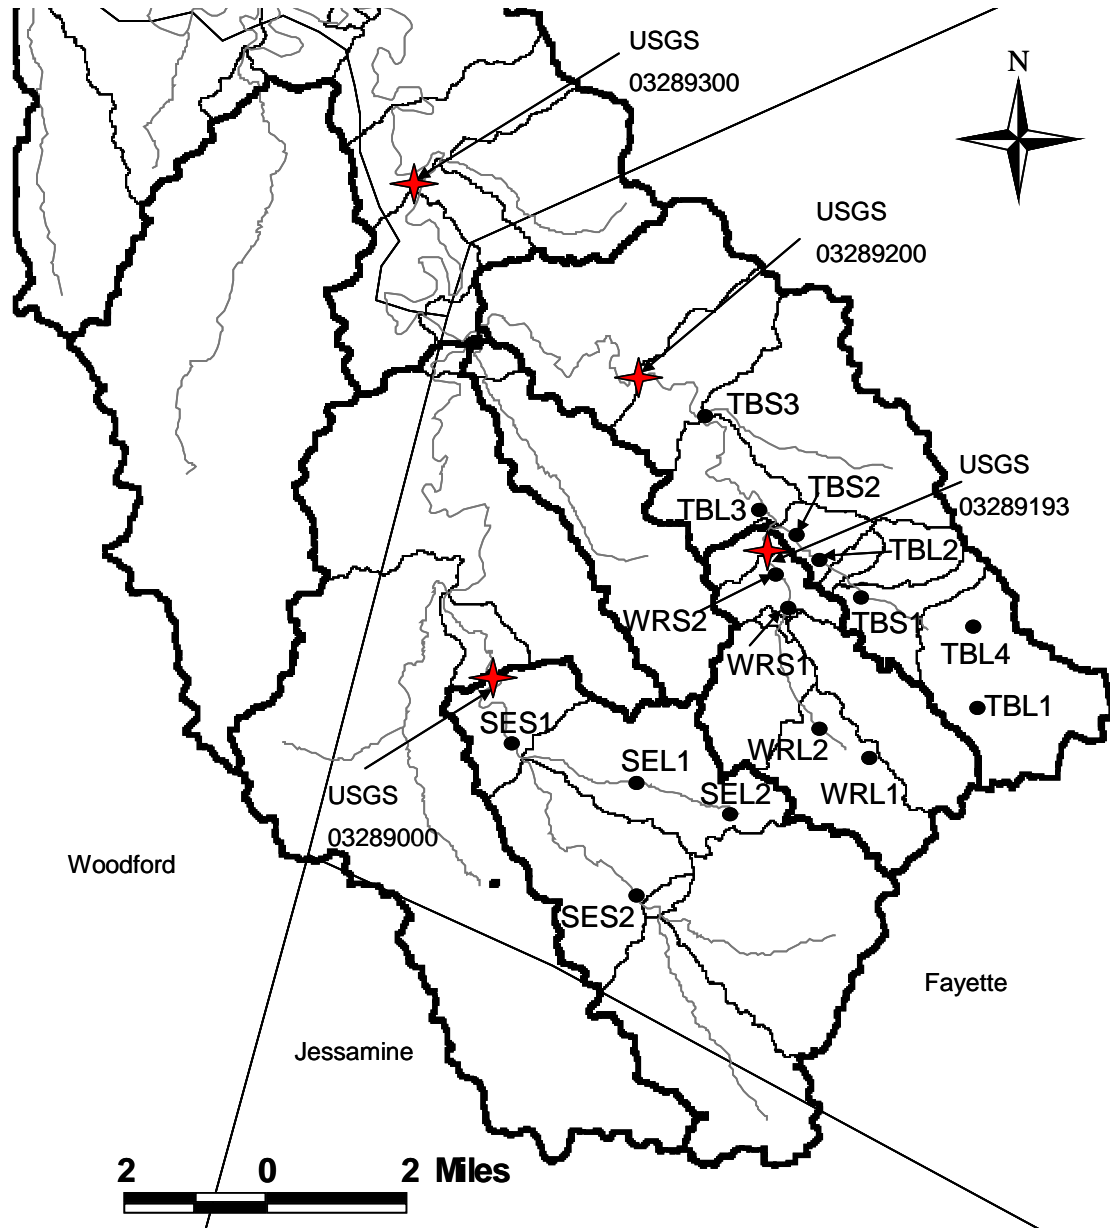 USGS
03289300
N
USGS
03289200
TBS3
USGS
03289193
TBS2
TBL3
TBL2
WRS2
TBS1
WRS1
TBL4
TBL1
SES1
WRL2
SEL1
SEL2
WRL1
USGS
03289000
Woodford
SES2
Fayette
Jessamine
2 0 2 Miles